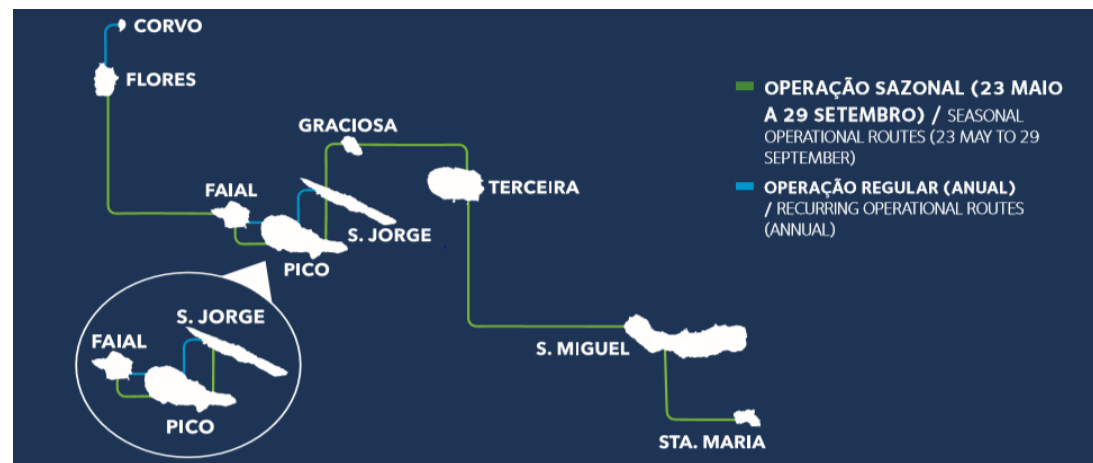 CORVO
FLORES
GRACIOSA
FAIAL
TERCEIRA
S. JORGE
PICO
S. JORGE
FAIAL
PICO
S. MIGUEL
STA. MARIA
OPERAÇÃO SAZONAL (23 MAIO
A 29 SETEMBRO) / SEASONAL
OPERATIONAL ROUTES (23 MAY TO 29
SEPTEMBER)
OPERAÇÃO REGULAR (ANUAL)
/ RECURRING OPERATIONAL ROUTES
(ANNUAL)